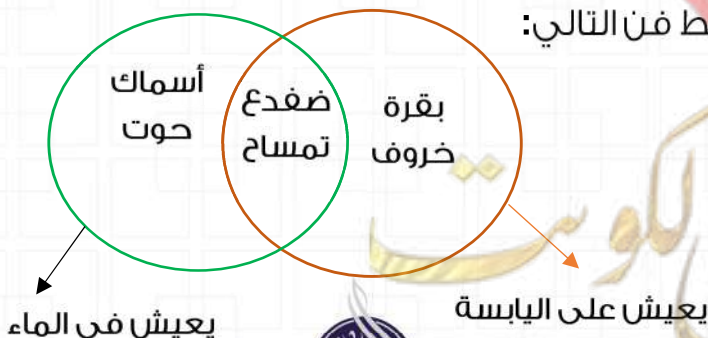 ط فن التالي:
بقرة
خروف
ضفدع
تمساح
أسماك
حوت
يعيش على اليابسة
يعيش في الماء